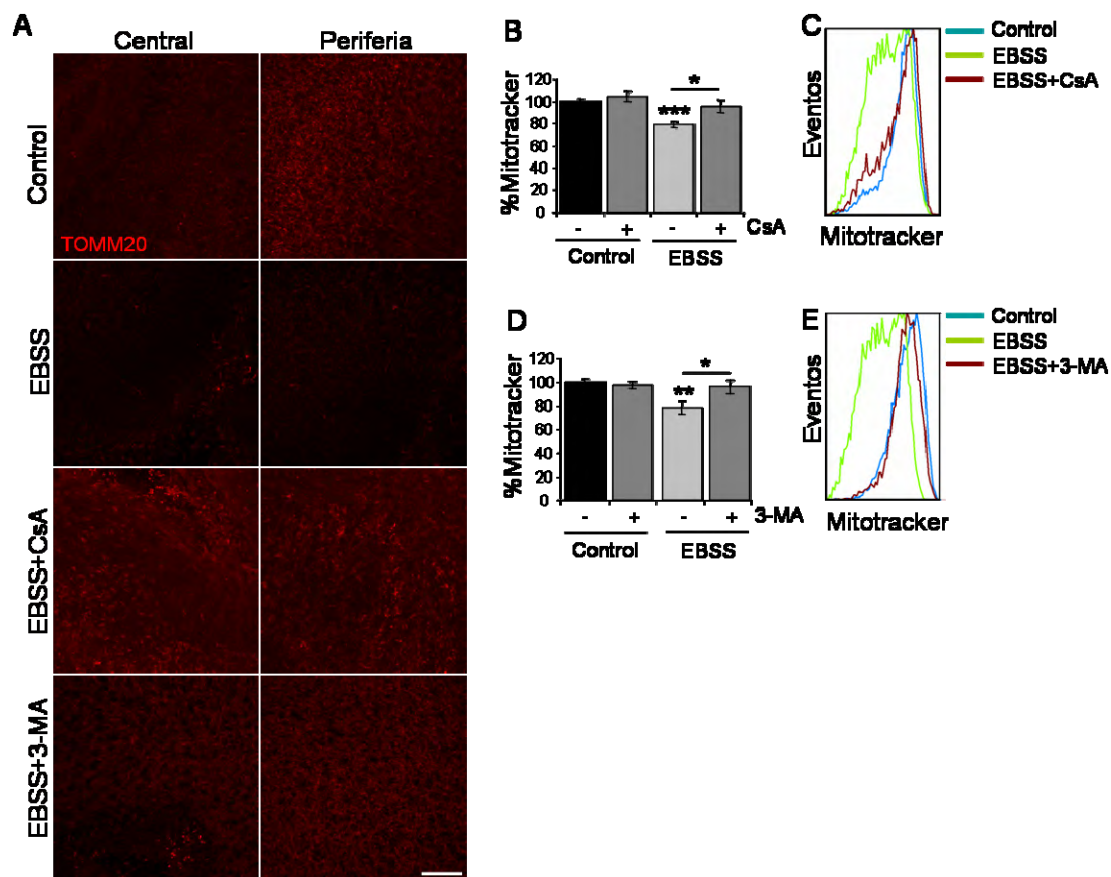 A
Central Periferia
Control
TOMM20
EBSS
EBSS+CsA
EBSS+3-MA
B
%Mitotracker
120
100
80
60
40
20
0
***
*
- + - + CsA
Control EBSS
C
Eventos
Mitotracker
Control
EBSS
EBSS+CsA
D
%Mitotracker
120
100
80
60
40
20
0
**
*
- + - + 3-MA
Control EBSS
E
Eventos
Mitotracker
Control
EBSS
EBSS+3-MA